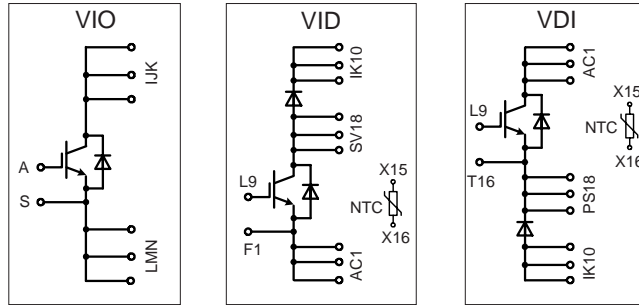 VIO
IJK
A
S
LMN
VID
IK10
SV18
L9
X15
NTC
X16
F1
AC1
VDI
AC1
L9
X15
NTC
X16
T16
PS18
IK10